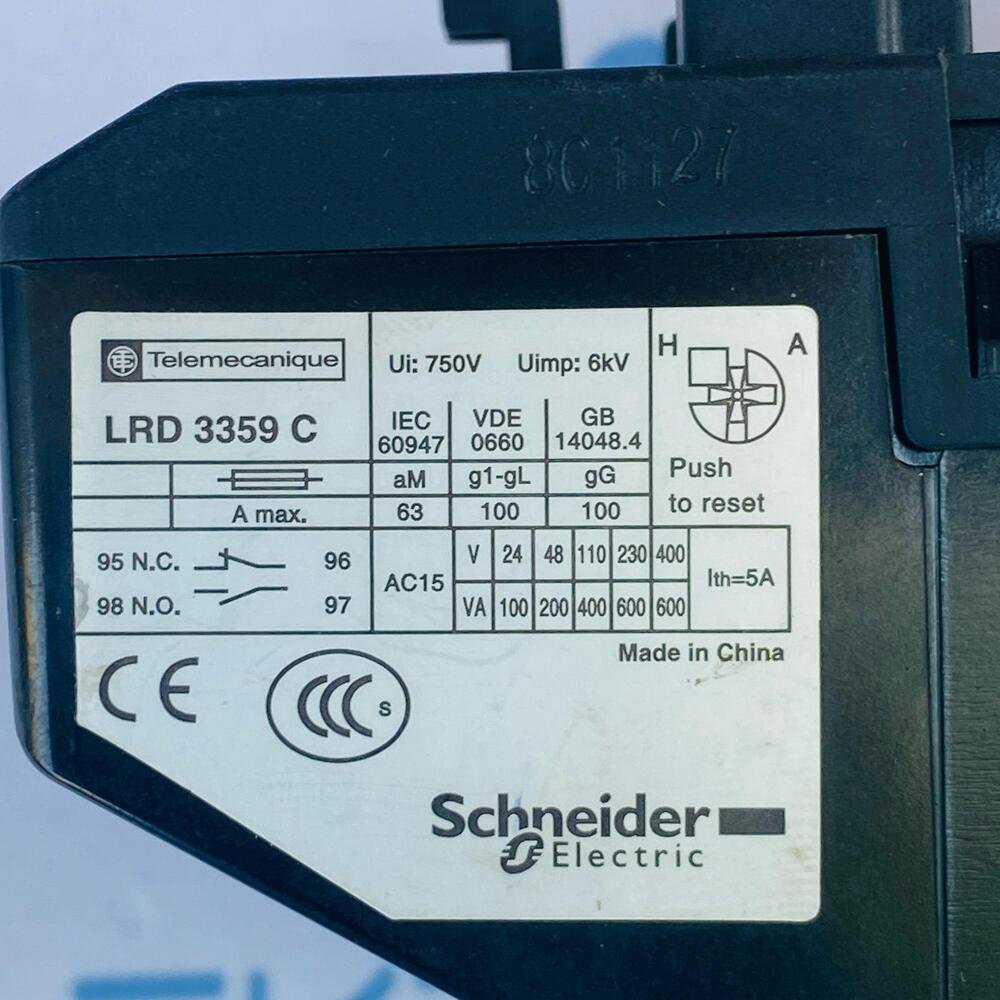 8C1127
Telemecanique
LRD 3359 C
Ui: 750V Uimp: 6kV
IEC 60947
VDE 0660
GB 14048.4
aM g1-gL gG
A max. 63 100 100
H A
Push
to reset
95 N.C. 96
98 N.O. 97
AC15
V 24 48 110 230 400
VA 100 200 400 600 600
Ith=5A
Made in China
CE
CCC S
Schneider
Electric